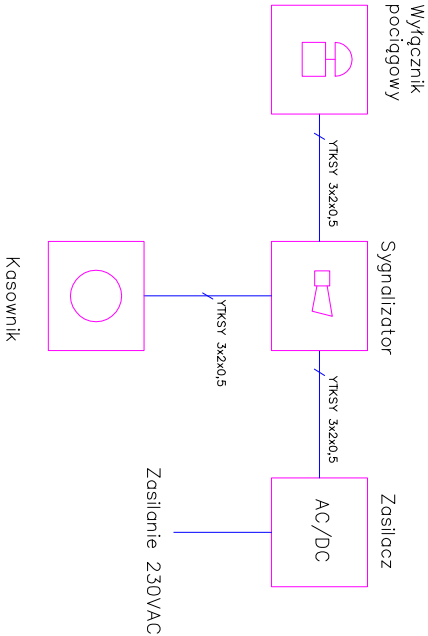 Wyłącznik
pociągowy
YTKSY 3x2x0,5
Sygnalizator
YTKSY 3x2x0,5
Kasownik
YTKSY 3x2x0,5
Zasilacz
AC/DC
Zasilanie 230VAC